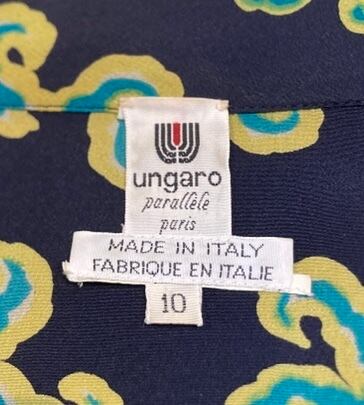 ungaro
parallèle
paris
MADE IN ITALY
FABRIQUE EN ITALIE
10